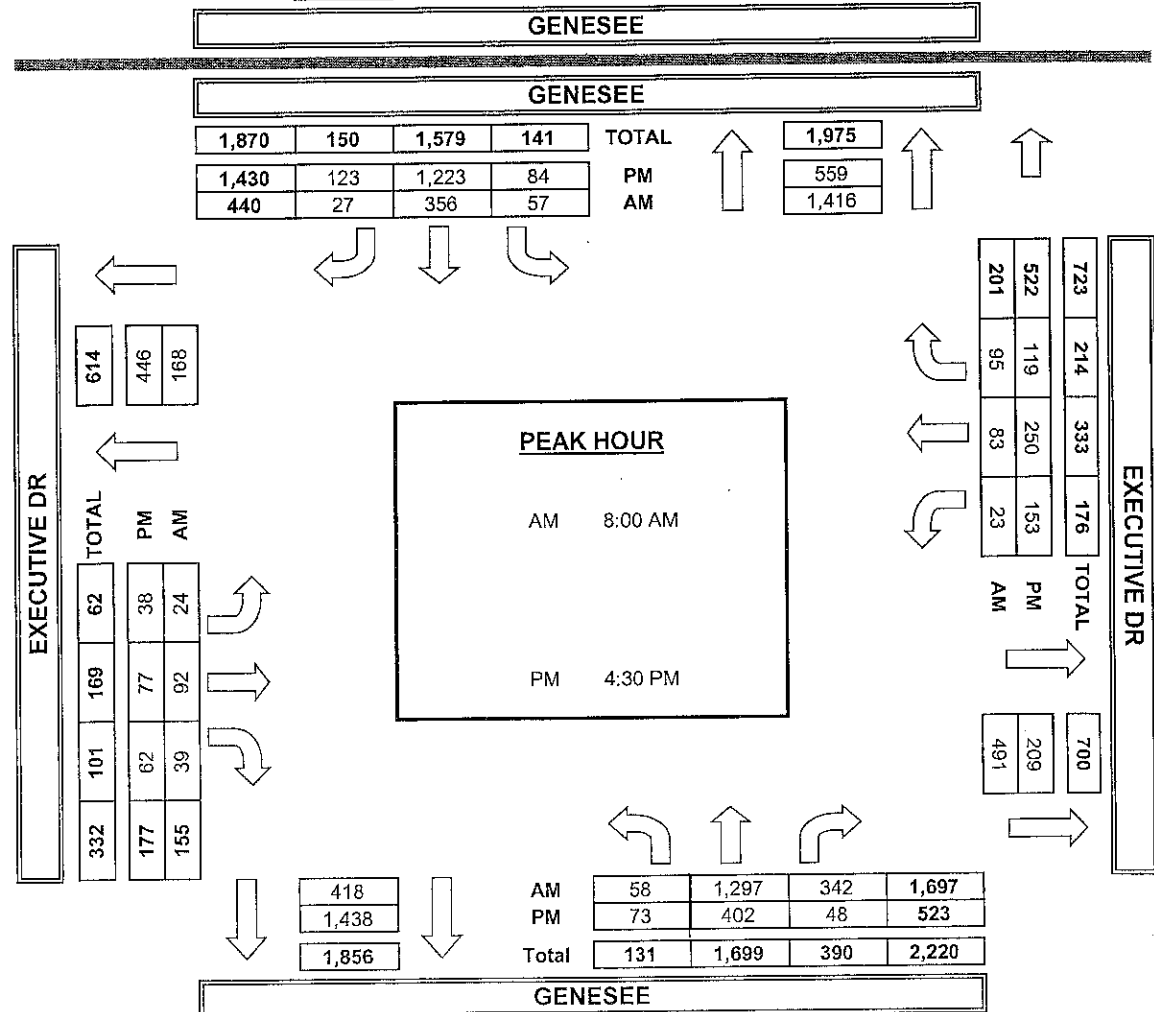 GENESEE
GENESEE
1,870 150 1,579 141 TOTAL 1,975
1,430 123 1,223 84 PM 559
440 27 356 57 AM 1,416
EXECUTIVE DR
614
446
168
TOTAL 62 169 101 332
PM 38 77 62 177
AM 24 92 39 155
PEAK HOUR
AM 8:00 AM
PM 4:30 PM
723 214 333 176 TOTAL
522 119 250 153 PM
201 95 83 23 AM
700
209
491
EXECUTIVE DR
418 AM 58 1,297 342 1,697
1,438 PM 73 402 48 523
1,856 Total 131 1,699 390 2,220
GENESEE